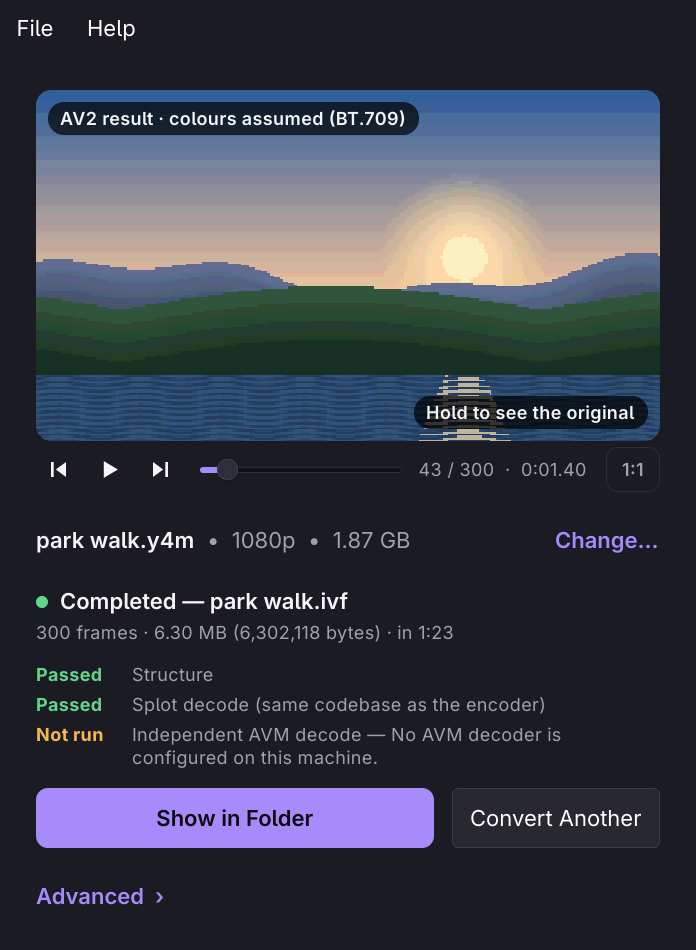 File Help
AV2 result · colours assumed (BT.709)
Hold to see the original
43 / 300 · 0:01.40 1:1
park walk.y4m • 1080p • 1.87 GB Change...
Completed — park walk.ivf
300 frames · 6.30 MB (6,302,118 bytes) · in 1:23
Passed Structure
Passed Splot decode (same codebase as the encoder)
Not run Independent AVM decode — No AVM decoder is
configured on this machine.
Show in Folder Convert Another
Advanced ›